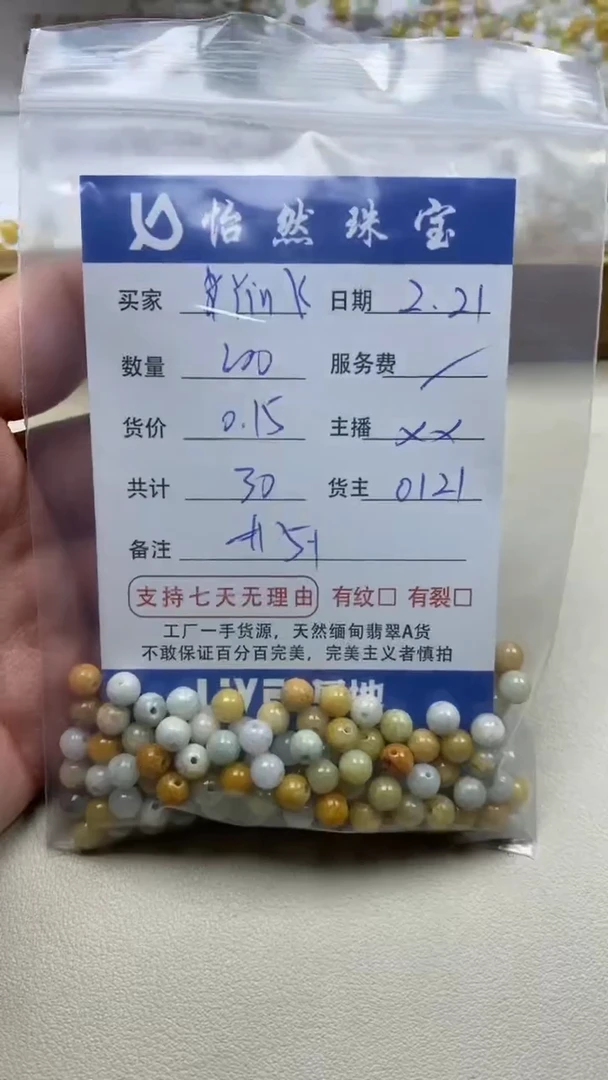 怡然珠宝
买家 Yin 日期 2.21
数量 200 服务费 /
货价 0.15 主播 xx
共计 30 货主 0121
备注
支持七天无理由 有纹□ 有裂□
工厂一手货源，天然缅甸翡翠A货
不敢保证百分百完美，完美主义者慎拍